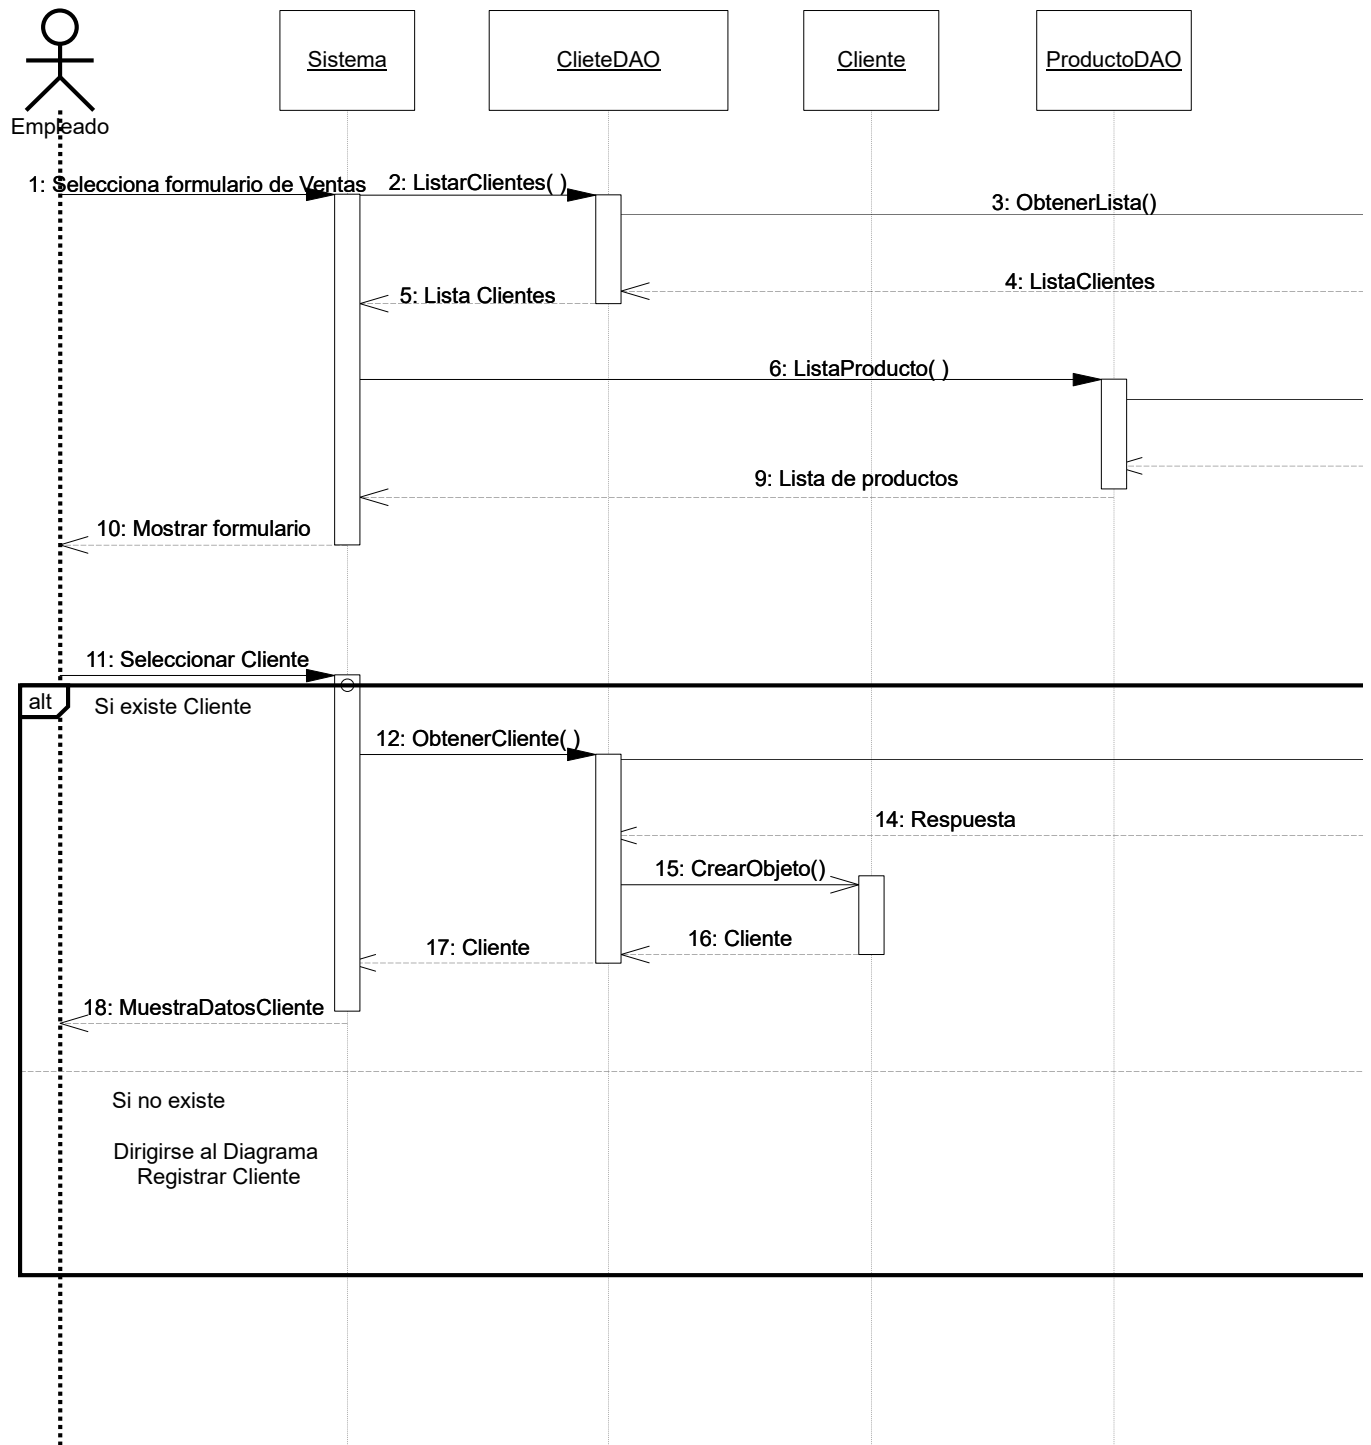 Sistema
ClieteDAO
Cliente
ProductoDAO
Empleado
1: Selecciona formulario de Ventas
2: ListarClientes( )
3: ObtenerLista()
4: ListaClientes
5: Lista Clientes
6: ListaProducto( )
9: Lista de productos
10: Mostrar formulario
11: Seleccionar Cliente
alt
Si existe Cliente
12: ObtenerCliente( )
14: Respuesta
15: CrearObjeto()
16: Cliente
17: Cliente
18: MuestraDatosCliente
Si no existe
Dirigirse al Diagrama
Registrar Cliente